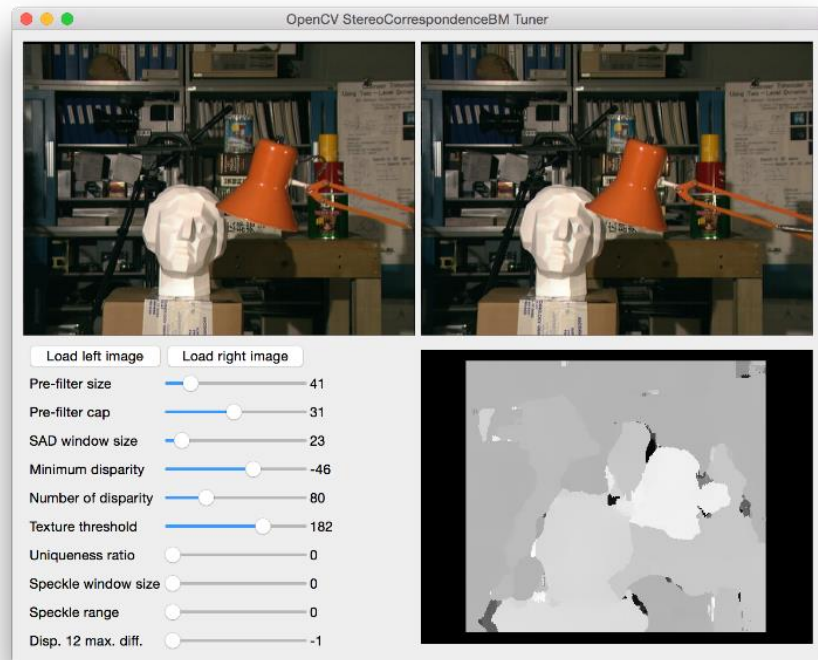 OpenCV StereoCorrespondenceBM Tuner
Load left image Load right image
Pre-filter size 41
Pre-filter cap 31
SAD window size 23
Minimum disparity -46
Number of disparity 80
Texture threshold 182
Uniqueness ratio 0
Speckle window size 0
Speckle range 0
Disp. 12 max. diff. -1